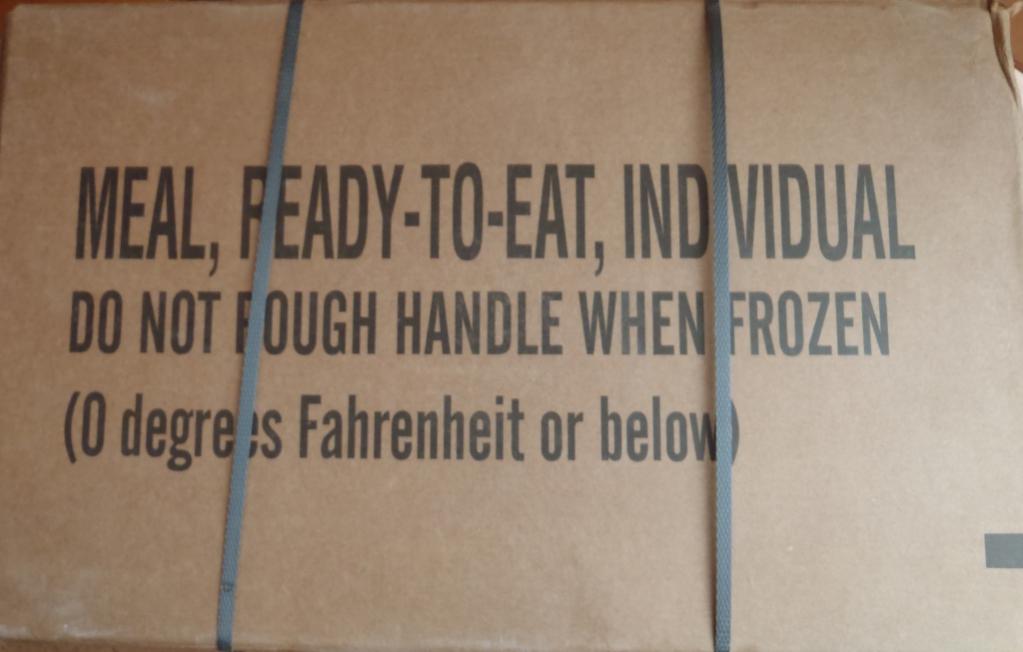 MEAL, READY-TO-EAT, INDIVIDUAL
DO NOT ROUGH HANDLE WHEN FROZEN
(0 degrees Fahrenheit or below)